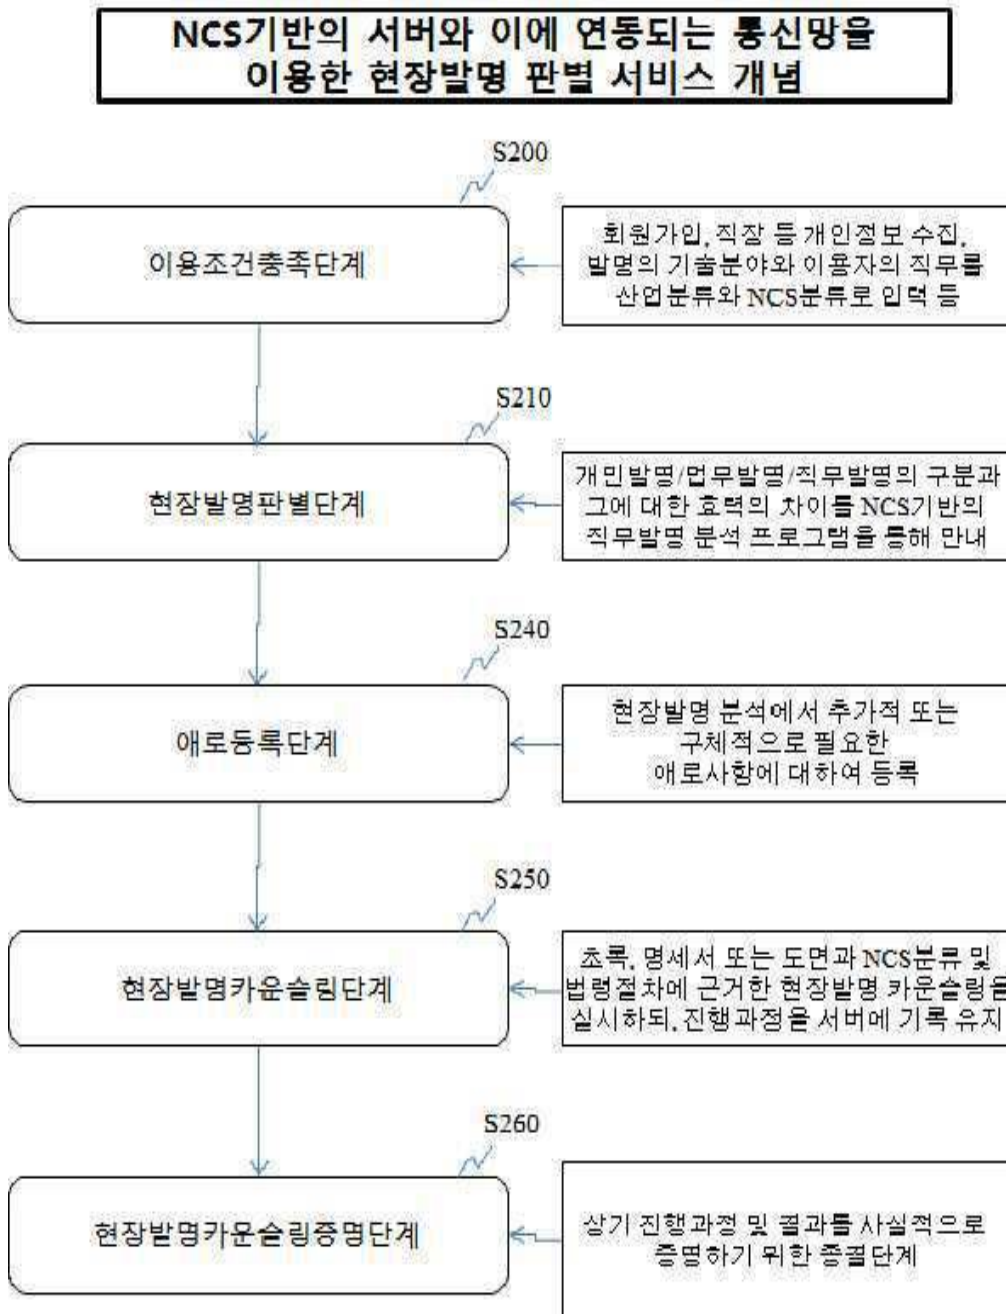 NCS기반의 서버와 이에 연동되는 통신망을
이용한 현장발명 판별 서비스 개념
S200
이용조건충족단계
회원가입, 직장 등 개인정보 수집,
발명의 기술분야와 이용자의 직무를
산업분류와 NCS분류로 입력 등
S210
현장발명판별단계
개인발명/업무발명/직무발명의 구분과
그에 대한 효력의 차이를 NCS기반의
직무발명 분석 프로그램을 통해 안내
S240
애로등록단계
현장발명 분석에서 추가적 또는
구체적으로 필요한
애로사항에 대하여 등록
S250
현장발명카운슬링단계
초록, 명세서 또는 도면과 NCS분류 및
법령절차에 근거한 현장발명 카운슬링을
실시하되, 진행과정을 서버에 기록 유지
S260
현장발명카운슬링증명단계
상기 진행과정 및 결과를 사실적으로
증명하기 위한 종결단계